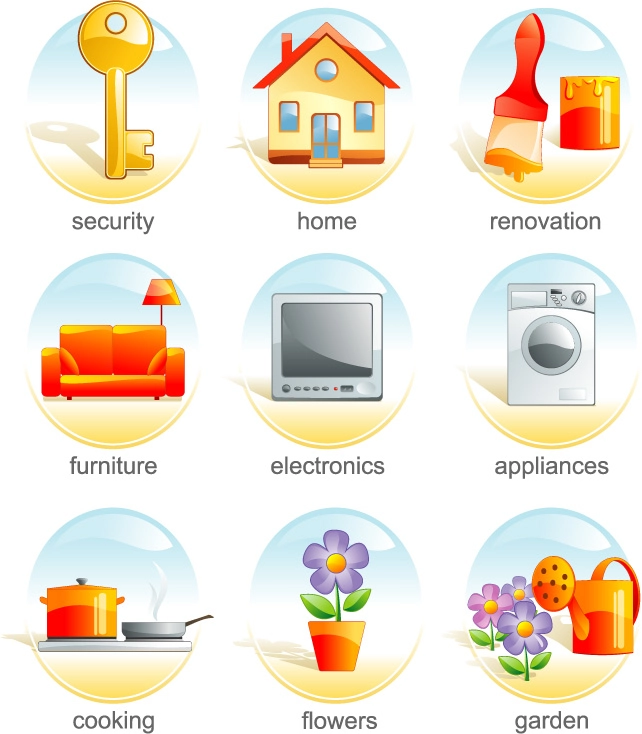 security
home
renovation
furniture
electronics
appliances
cooking
flowers
garden